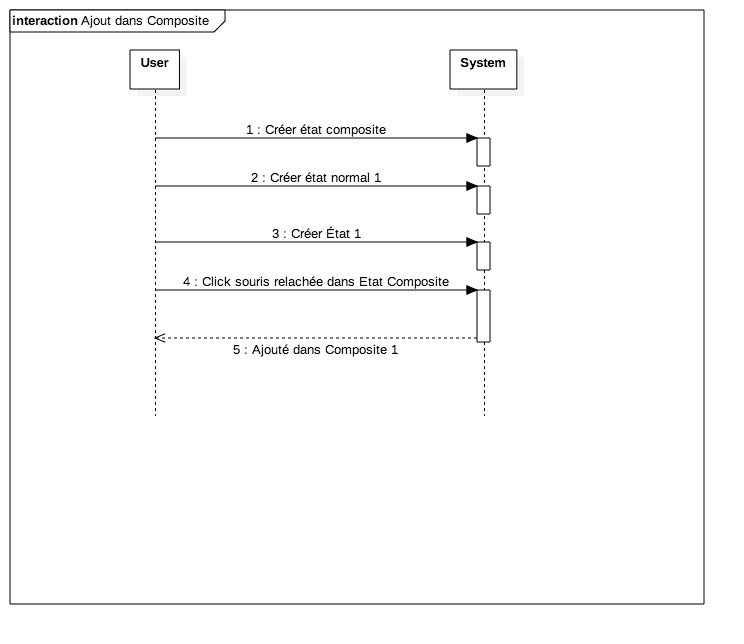 interaction Ajout dans Composite
User
System
1 : Créer état composite
2 : Créer état normal 1
3 : Créer État 1
4 : Click souris relachée dans Etat Composite
5 : Ajouté dans Composite 1